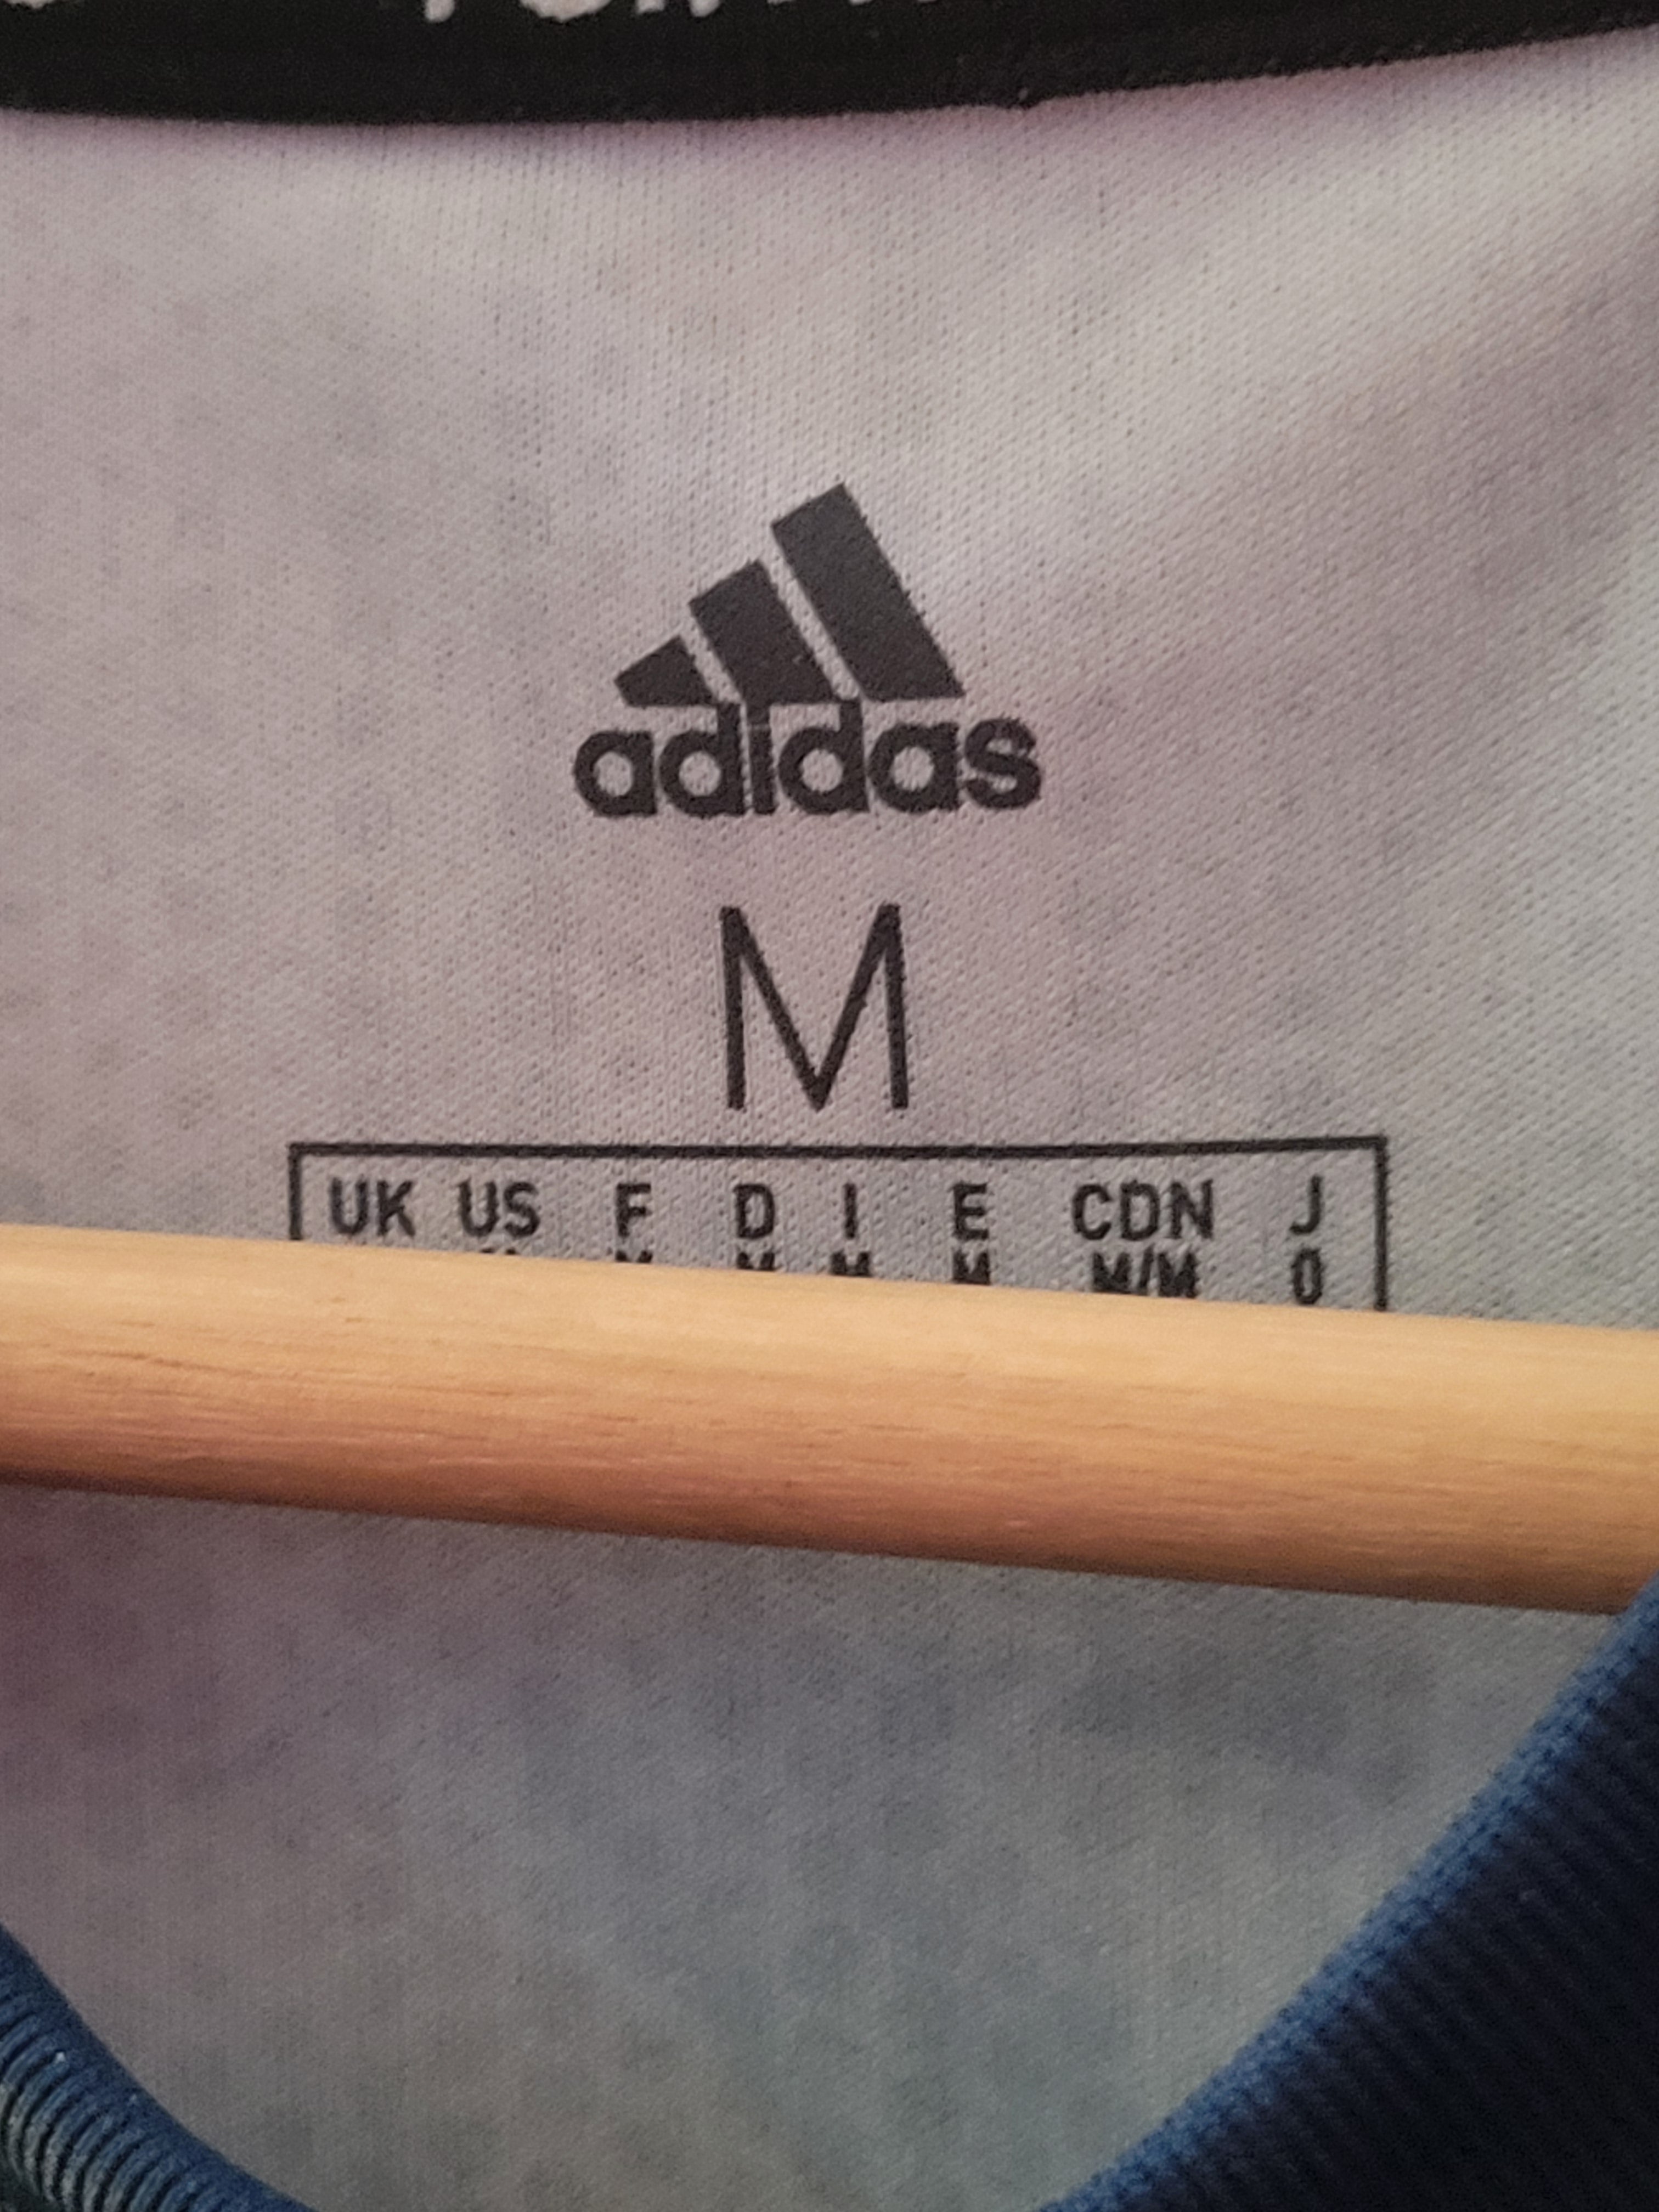 adidas
M
UK US F D I E CDN J
M M M M M/M O